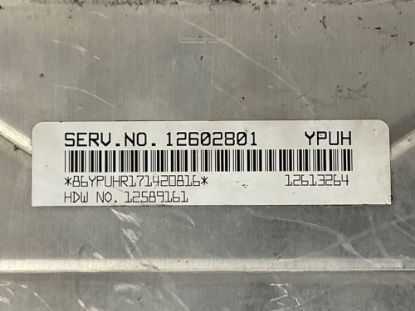 SERV.NO. 12602801 YPUH
*86YPUHR171420816* 12613264
HDW NO. 12589161